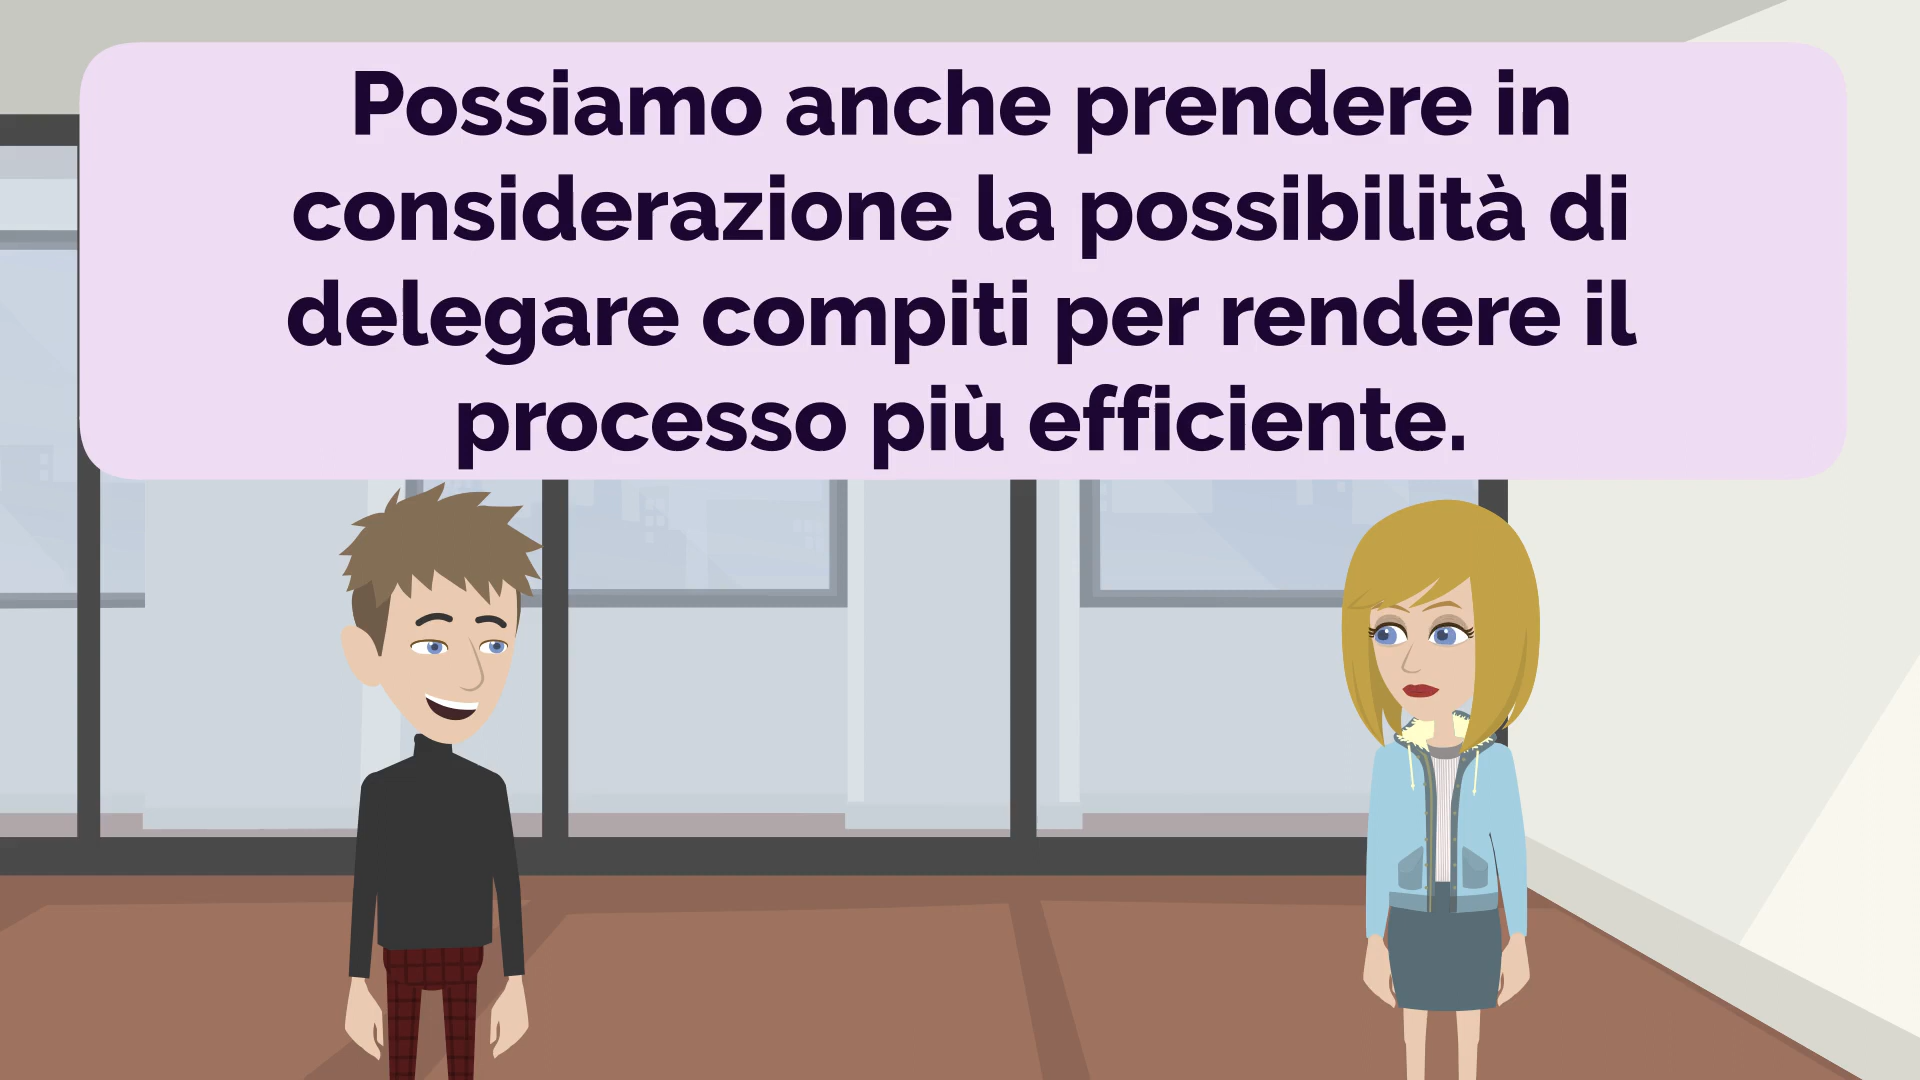 Possiamo anche prendere in
considerazione la possibilità di
delegare compiti per rendere il
processo più efficiente.